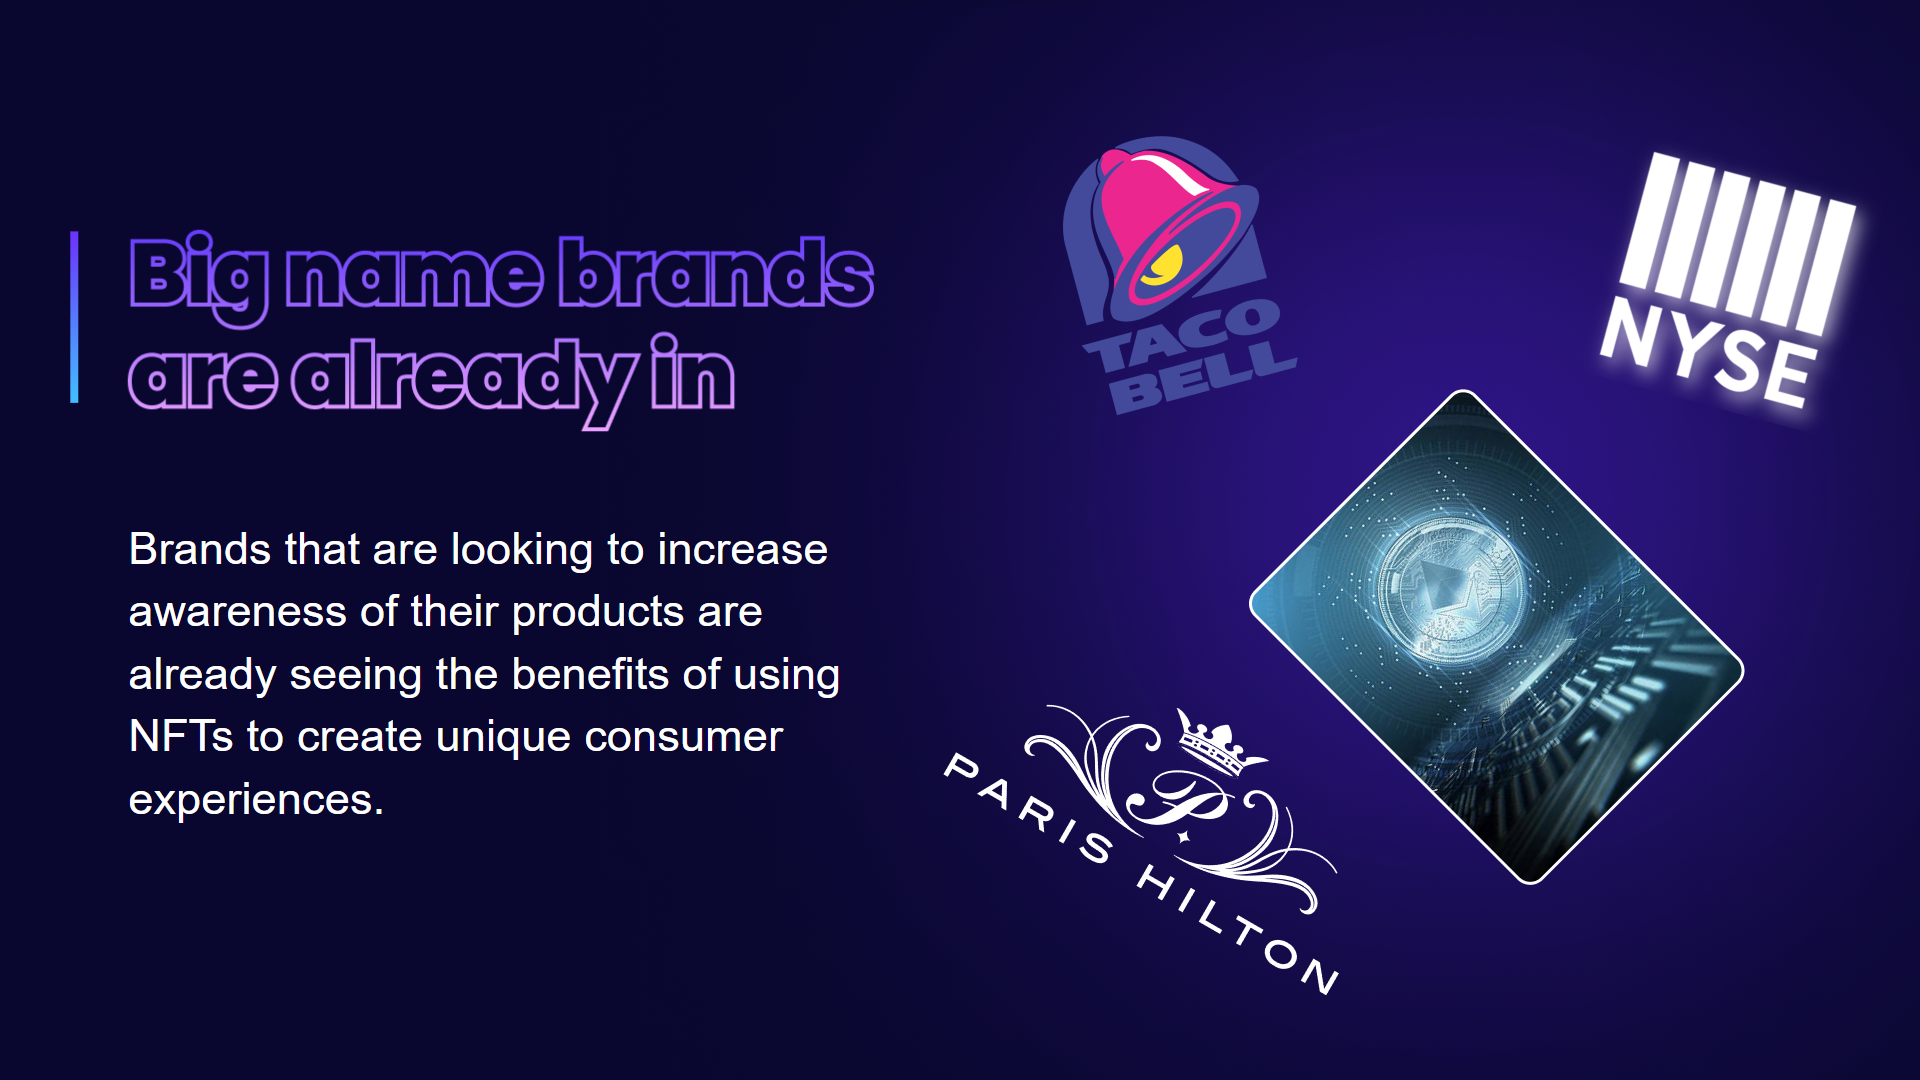 Big name brands
are already in
Brands that are looking to increase
awareness of their products are
already seeing the benefits of using
NFTs to create unique consumer
experiences.
TACO
BELL
NYSE
P
PARIS HILTON